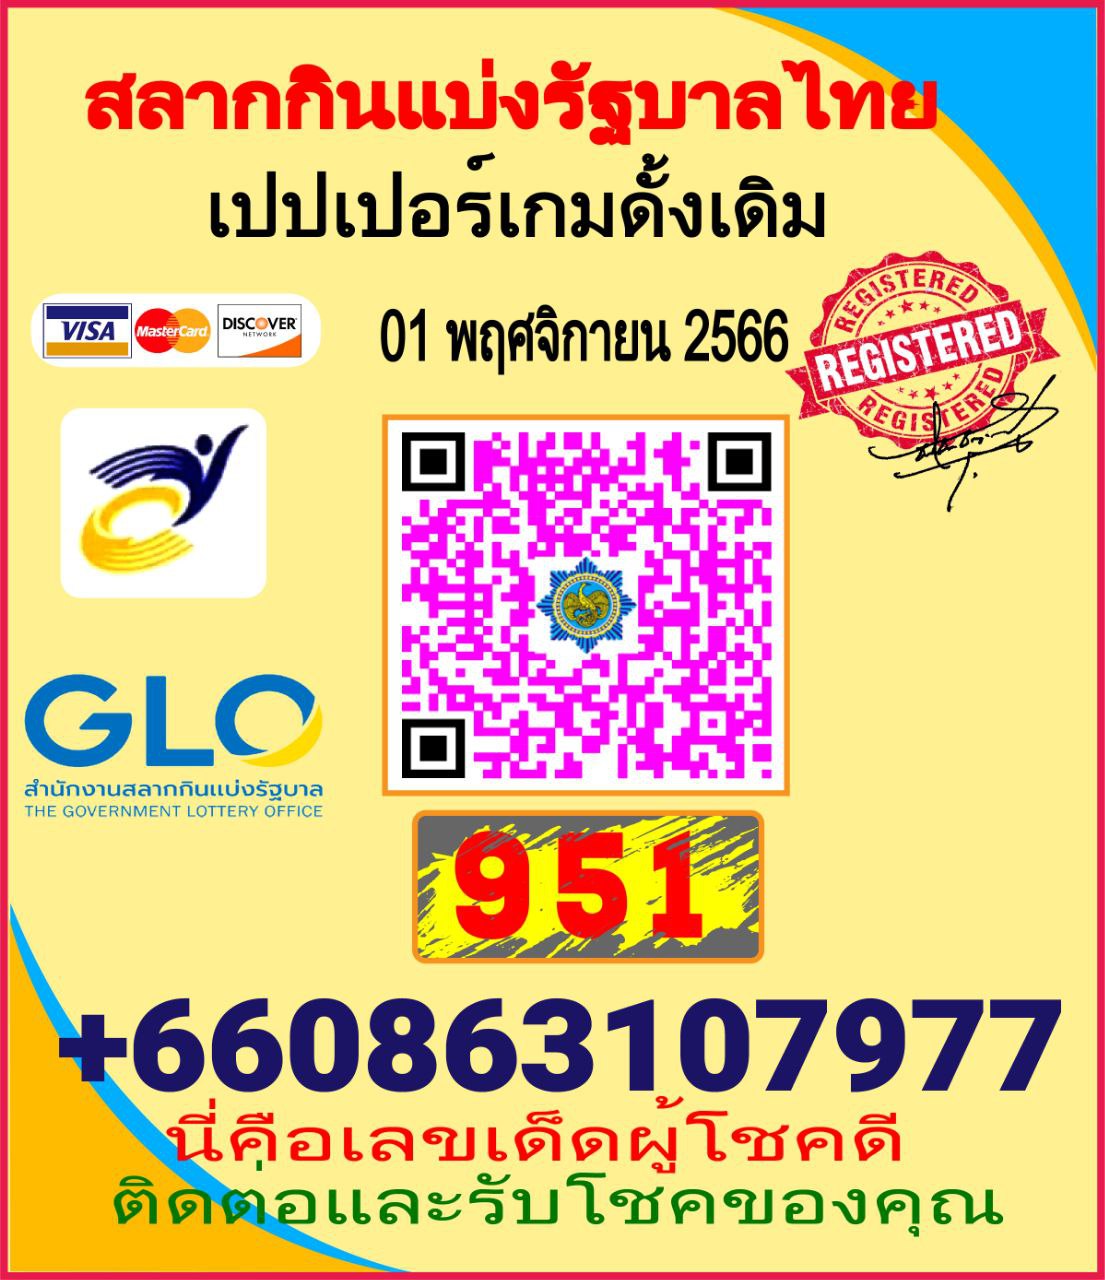 สลากกินแบ่งรัฐบาลไทย
เปปเปอร์เกมดั้งเดิม
VISA MasterCard DISCOVER NETWORK
01 พฤศจิกายน 2566
REGISTERED
REGISTERED
REGISTERED
GLO
สำนักงานสลากกินแบ่งรัฐบาล
THE GOVERNMENT LOTTERY OFFICE
951
+660863107977
นี่คือเลขเด็ดผู้โชคดี
ติดต่อและรับโชคของคุณ